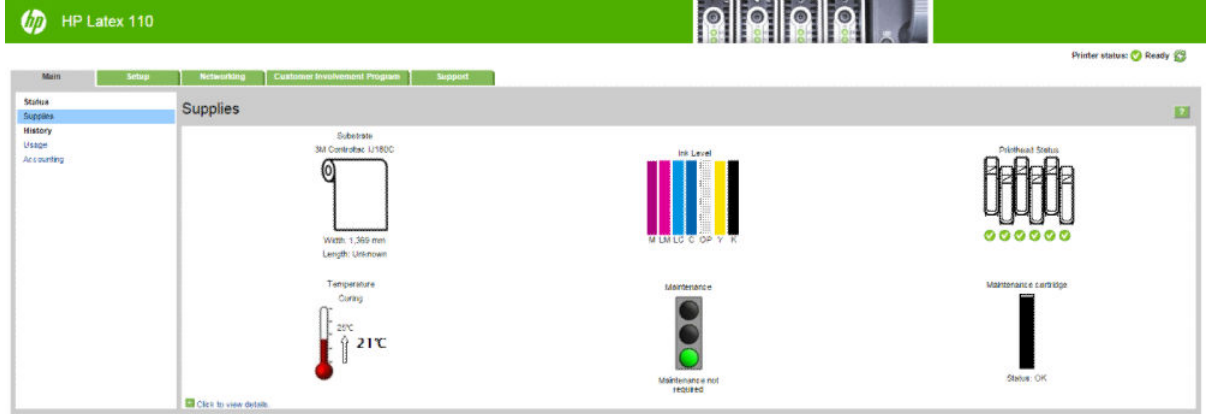 hp HP Latex 110
Printer status: Ready
Main Setup Networking Customer Involvement Program Support
Status
Supplies
History
Usage
Accounting
Supplies
?
Substrate
3M Controltac IJ180C
Width: 1,369 mm
Length: Unknown
Ink Level
M LM LC C OP Y K
Printhead Status
Temperature
Curing
25°C
21°C
Maintenance
Maintenance not
required
Maintenance cartridge
Status: OK
Click to view details.